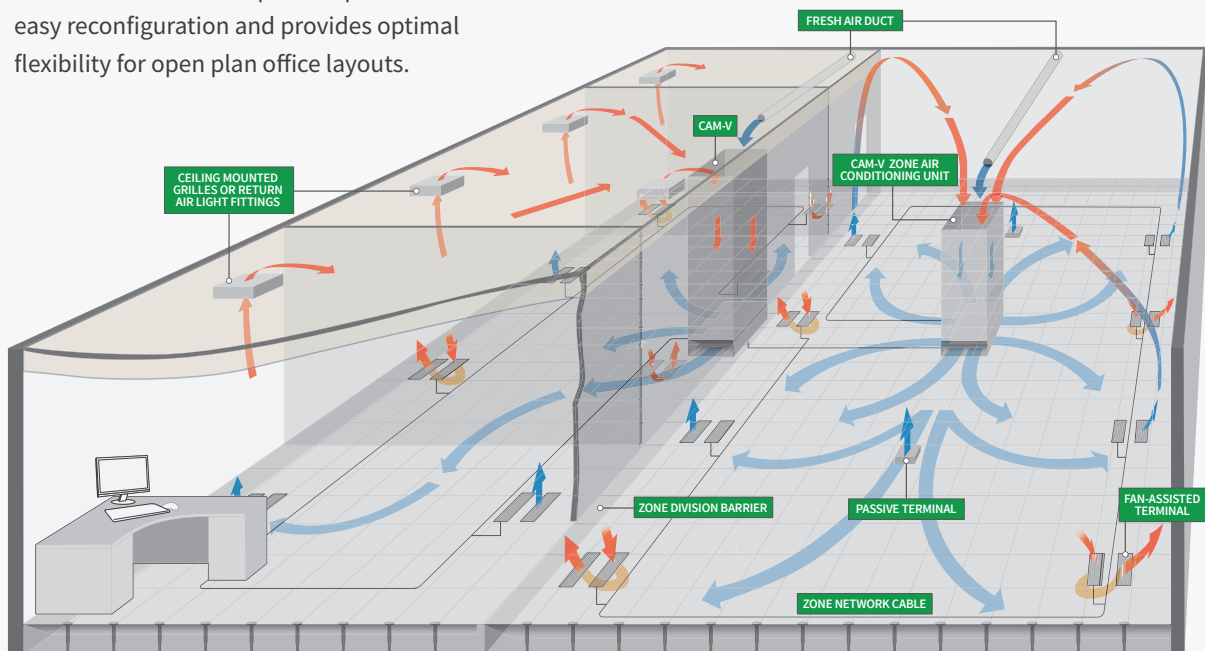 easy reconfiguration and provides optimal
flexibility for open plan office layouts.
FRESH AIR DUCT
CAM-V
CAM-V ZONE AIR
CONDITIONING UNIT
CEILING MOUNTED
GRILLES OR RETURN
AIR LIGHT FITTINGS
ZONE DIVISION BARRIER
PASSIVE TERMINAL
FAN-ASSISTED
TERMINAL
ZONE NETWORK CABLE